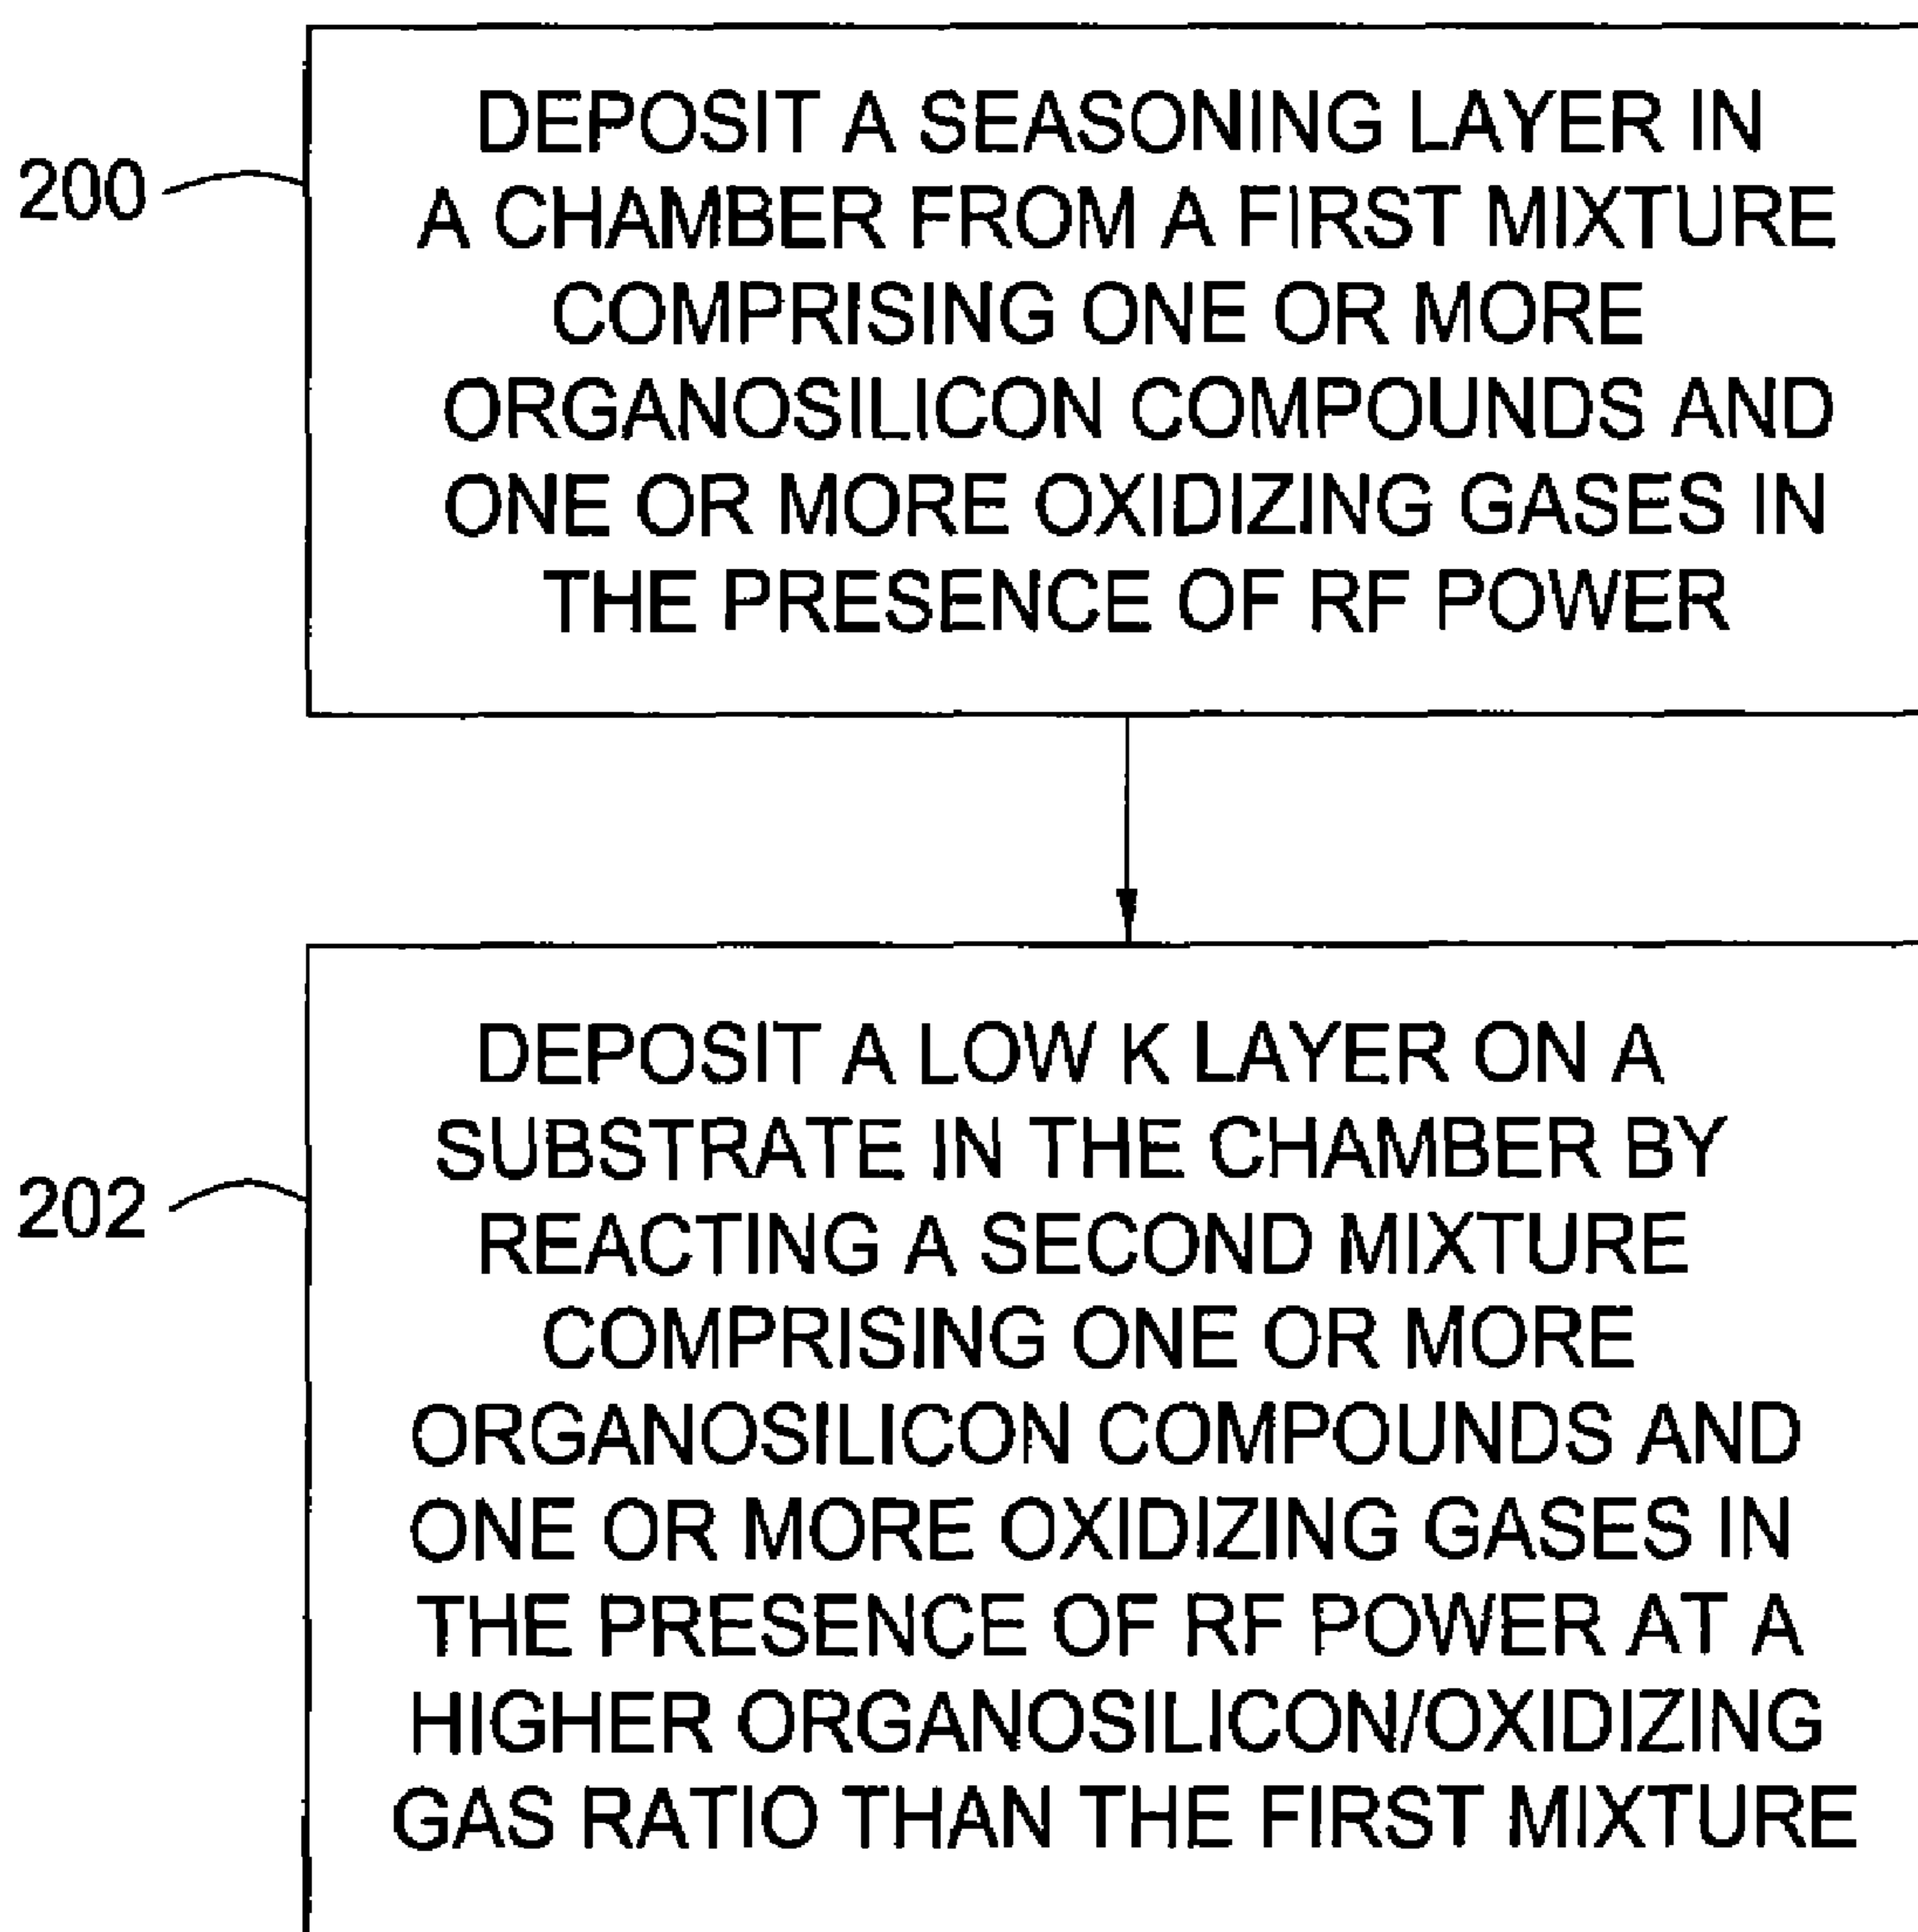 200
DEPOSIT A SEASONING LAYER IN
A CHAMBER FROM A FIRST MIXTURE
COMPRISING ONE OR MORE
ORGANOSILICON COMPOUNDS AND
ONE OR MORE OXIDIZING GASES IN
THE PRESENCE OF RF POWER
202
DEPOSIT A LOW K LAYER ON A
SUBSTRATE IN THE CHAMBER BY
REACTING A SECOND MIXTURE
COMPRISING ONE OR MORE
ORGANOSILICON COMPOUNDS AND
ONE OR MORE OXIDIZING GASES IN
THE PRESENCE OF RF POWER AT A
HIGHER ORGANOSILICON/OXIDIZING
GAS RATIO THAN THE FIRST MIXTURE